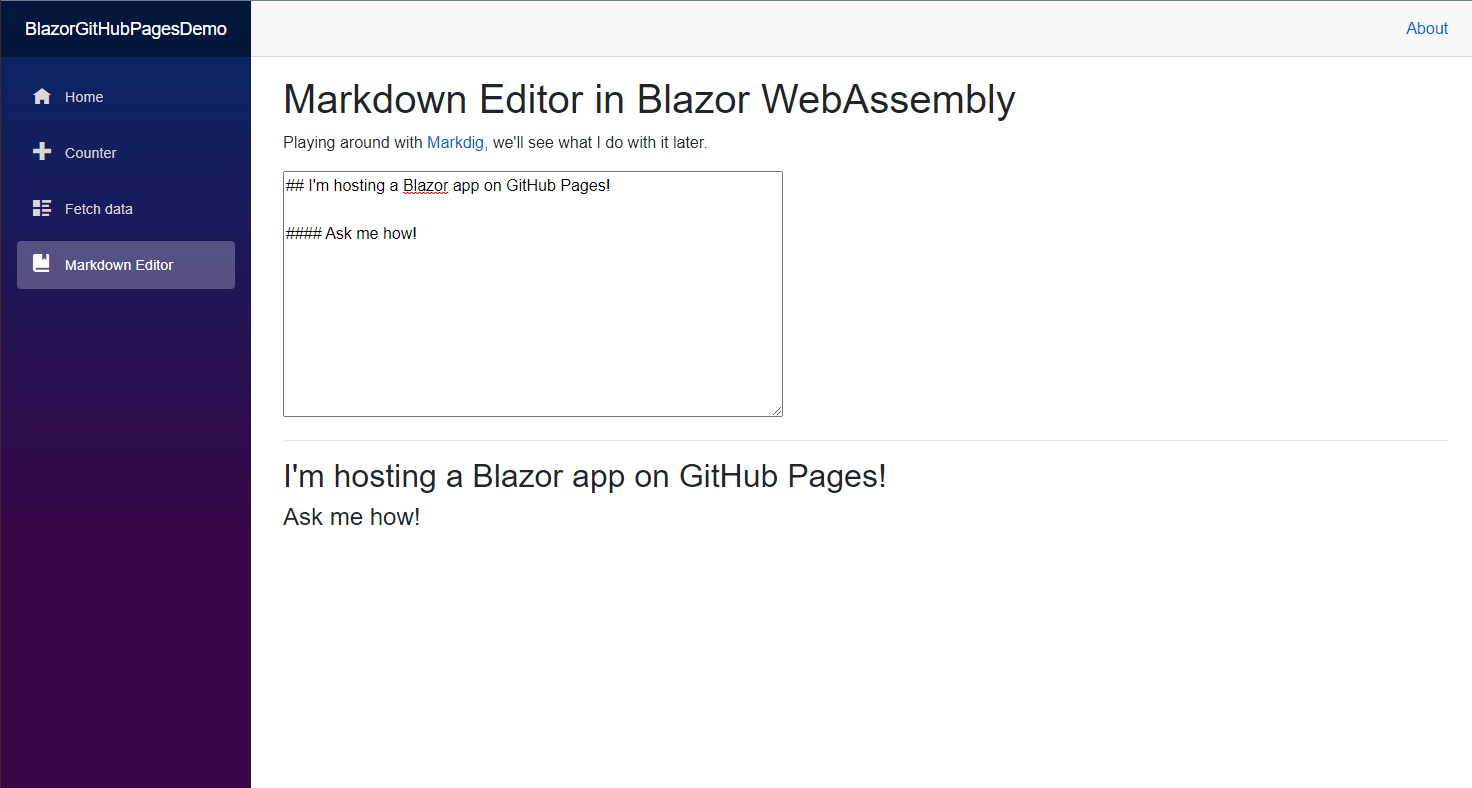 BlazorGitHubPagesDemo
About
Home
Counter
Fetch data
Markdown Editor
Markdown Editor in Blazor WebAssembly
Playing around with Markdig, we'll see what I do with it later.
## I'm hosting a Blazor app on GitHub Pages!
#### Ask me how!
I'm hosting a Blazor app on GitHub Pages!
Ask me how!